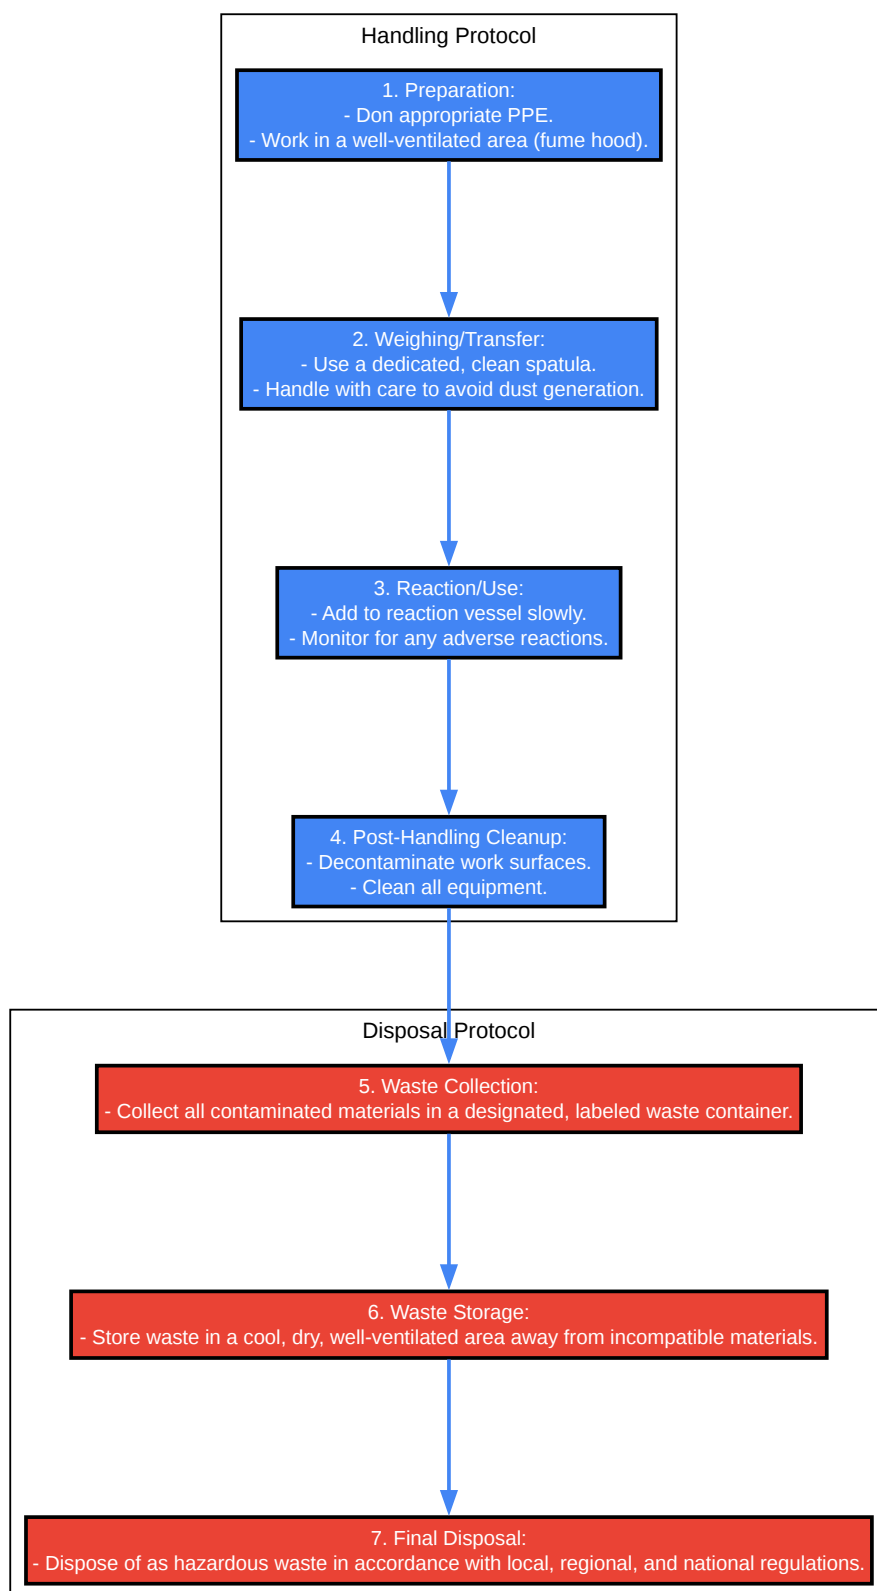 Handling Protocol
1. Preparation:
- Don appropriate PPE.
- Work in a well-ventilated area (fume hood).
2. Weighing/Transfer:
- Use a dedicated, clean spatula.
- Handle with care to avoid dust generation.
3. Reaction/Use:
- Add to reaction vessel slowly.
- Monitor for any adverse reactions.
4. Post-Handling Cleanup:
- Decontaminate work surfaces.
- Clean all equipment.
Disposal Protocol
5. Waste Collection:
- Collect all contaminated materials in a designated, labeled waste container.
6. Waste Storage:
- Store waste in a cool, dry, well-ventilated area away from incompatible materials.
7. Final Disposal:
- Dispose of as hazardous waste in accordance with local, regional, and national regulations.